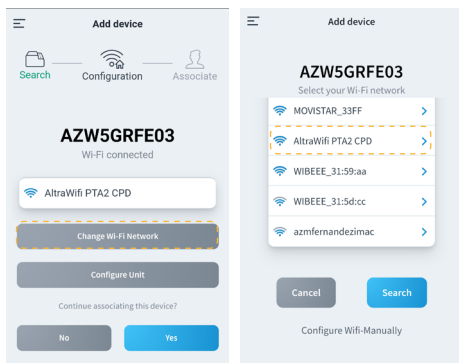 Add device
Search Configuration Associate
AZW5GRFE03
Wi-Fi connected
AltraWifi PTA2 CPD
Change Wi-Fi Network
Configure Unit
Continue associating this device?
No Yes
Add device
AZW5GRFE03
Select your Wi-Fi network
MOVISTAR_33FF
AltraWifi PTA2 CPD
WIBEEE_31:59:aa
WIBEEE_31:5d:cc
azmfernandezimac
Cancel Search
Configure Wifi-Manually